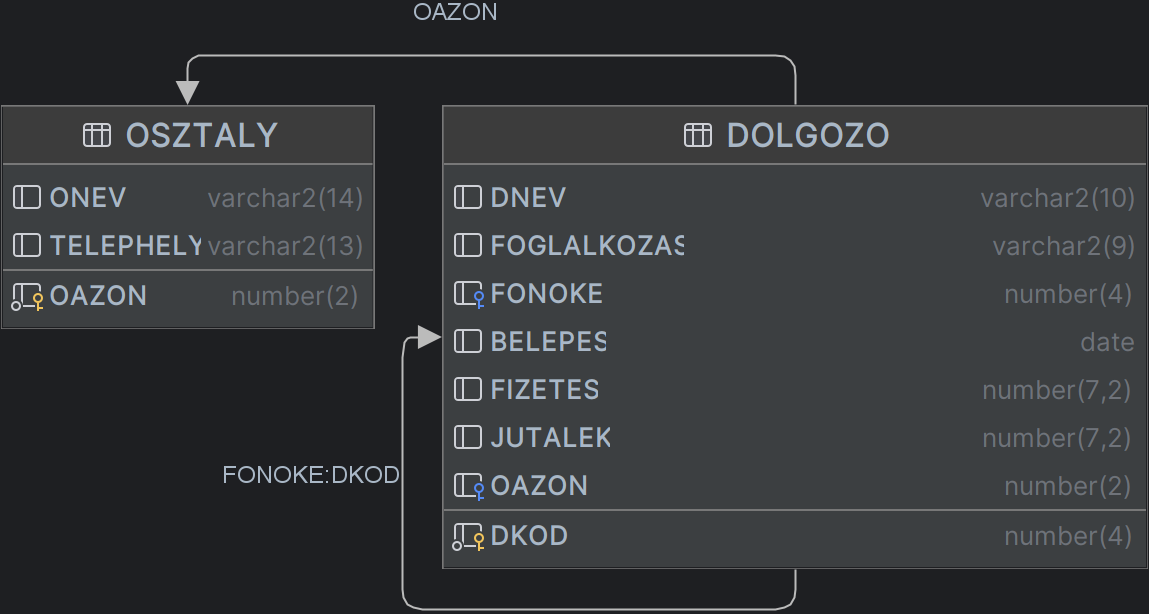 OAZON
OSZTALY
ONEV varchar2(14)
TELEPHELY varchar2(13)
OAZON number(2)
DOLGOZO
DNEV varchar2(10)
FOGLALKOZAS varchar2(9)
FONOKE number(4)
BELEPES date
FIZETES number(7,2)
JUTALEK number(7,2)
OAZON number(2)
DKOD number(4)
FONOKE:DKOD